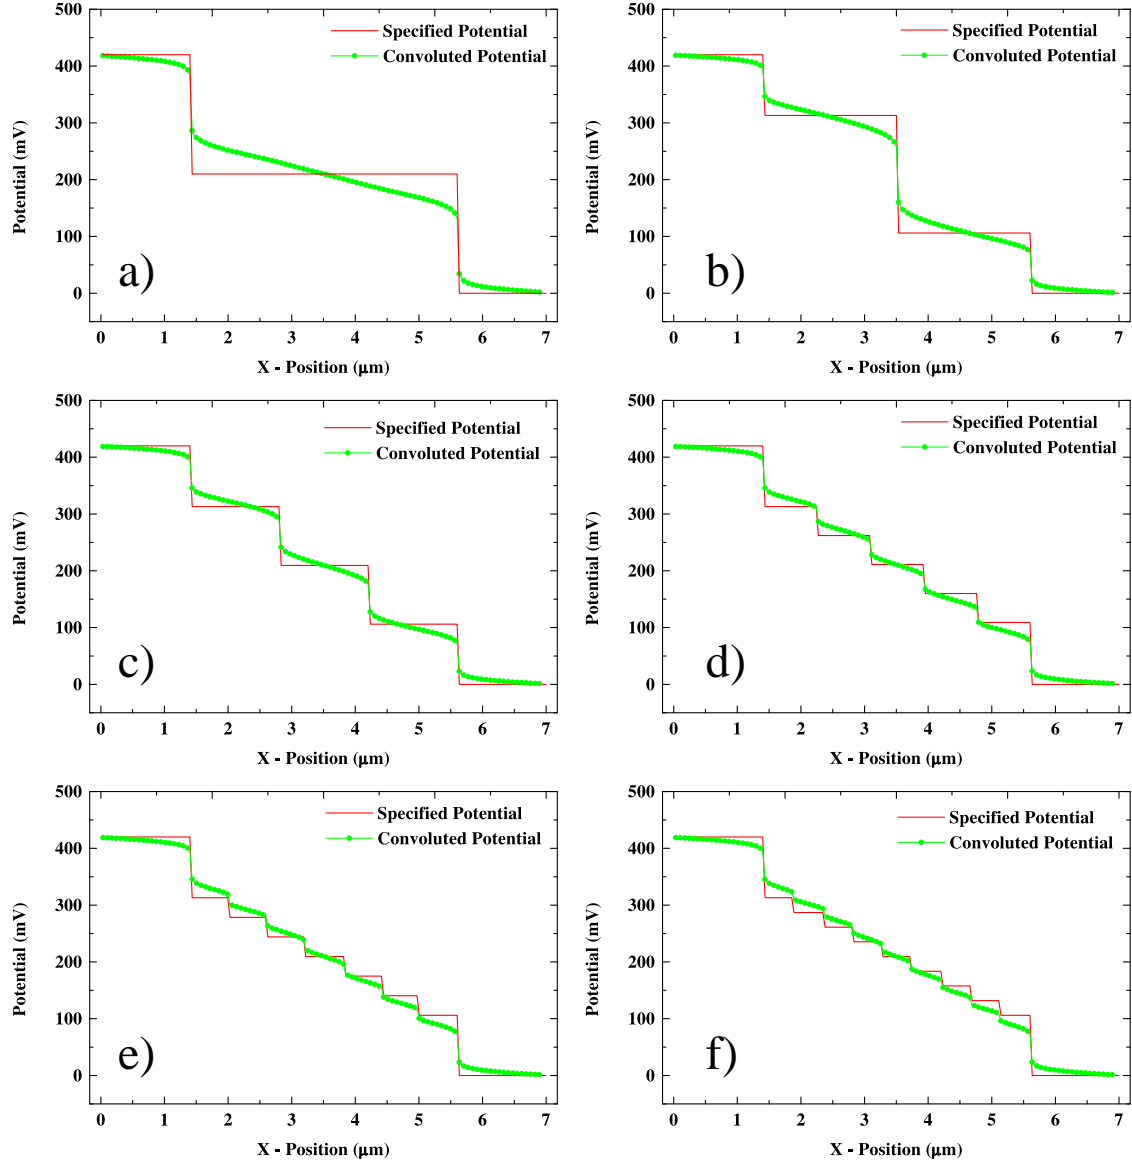 500
400
300
200
100
0
Potential (mV)
Specified Potential
Convoluted Potential
a)
0 1 2 3 4 5 6 7
X - Position (μm)
500
400
300
200
100
0
Potential (mV)
Specified Potential
Convoluted Potential
b)
0 1 2 3 4 5 6 7
X - Position (μm)
500
400
300
200
100
0
Potential (mV)
Specified Potential
Convoluted Potential
c)
0 1 2 3 4 5 6 7
X - Position (μm)
500
400
300
200
100
0
Potential (mV)
Specified Potential
Convoluted Potential
d)
0 1 2 3 4 5 6 7
X - Position (μm)
500
400
300
200
100
0
Potential (mV)
Specified Potential
Convoluted Potential
e)
0 1 2 3 4 5 6 7
X - Position (μm)
500
400
300
200
100
0
Potential (mV)
Specified Potential
Convoluted Potential
f)
0 1 2 3 4 5 6 7
X - Position (μm)